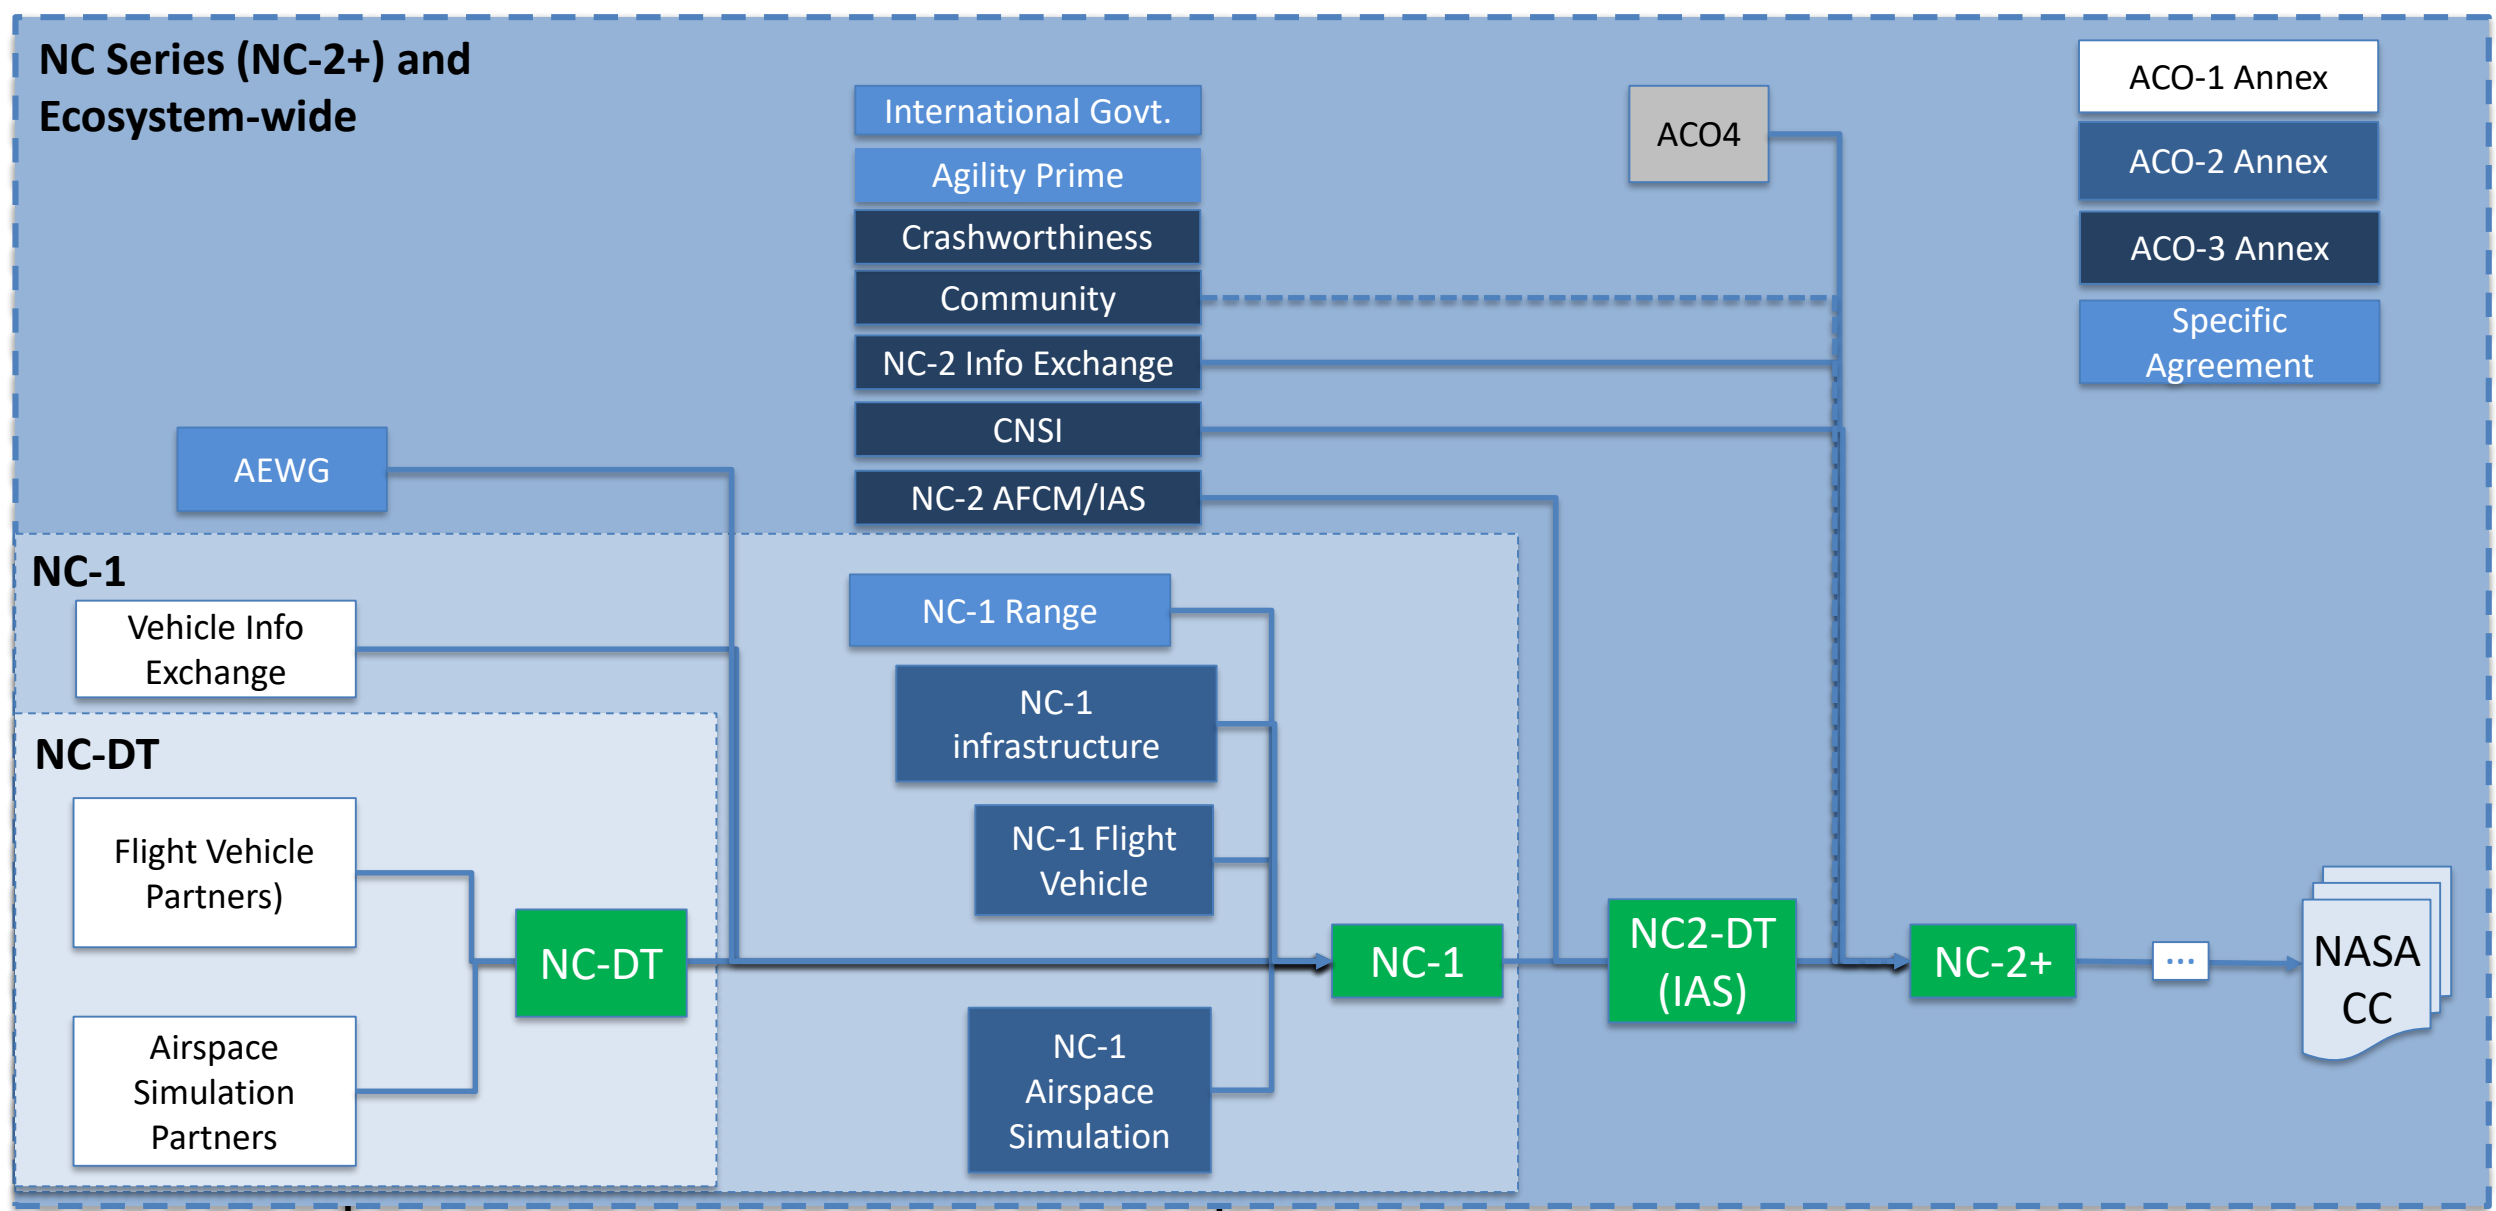 NC Series (NC-2+) and
Ecosystem-wide
International Govt.
Agility Prime
Crashworthiness
Community
NC-2 Info Exchange
CNSI
NC-2 AFCM/IAS
ACO4
ACO-1 Annex
ACO-2 Annex
ACO-3 Annex
Specific
Agreement
AEWG
NC-1
Vehicle Info
Exchange
NC-1 Range
NC-1
infrastructure
NC-1 Flight
Vehicle
NC-1
Airspace
Simulation
NC-DT
Flight Vehicle
Partners)
Airspace
Simulation
Partners
NC-DT
NC-1
NC2-DT
(IAS)
NC-2+
...
NASA
CC